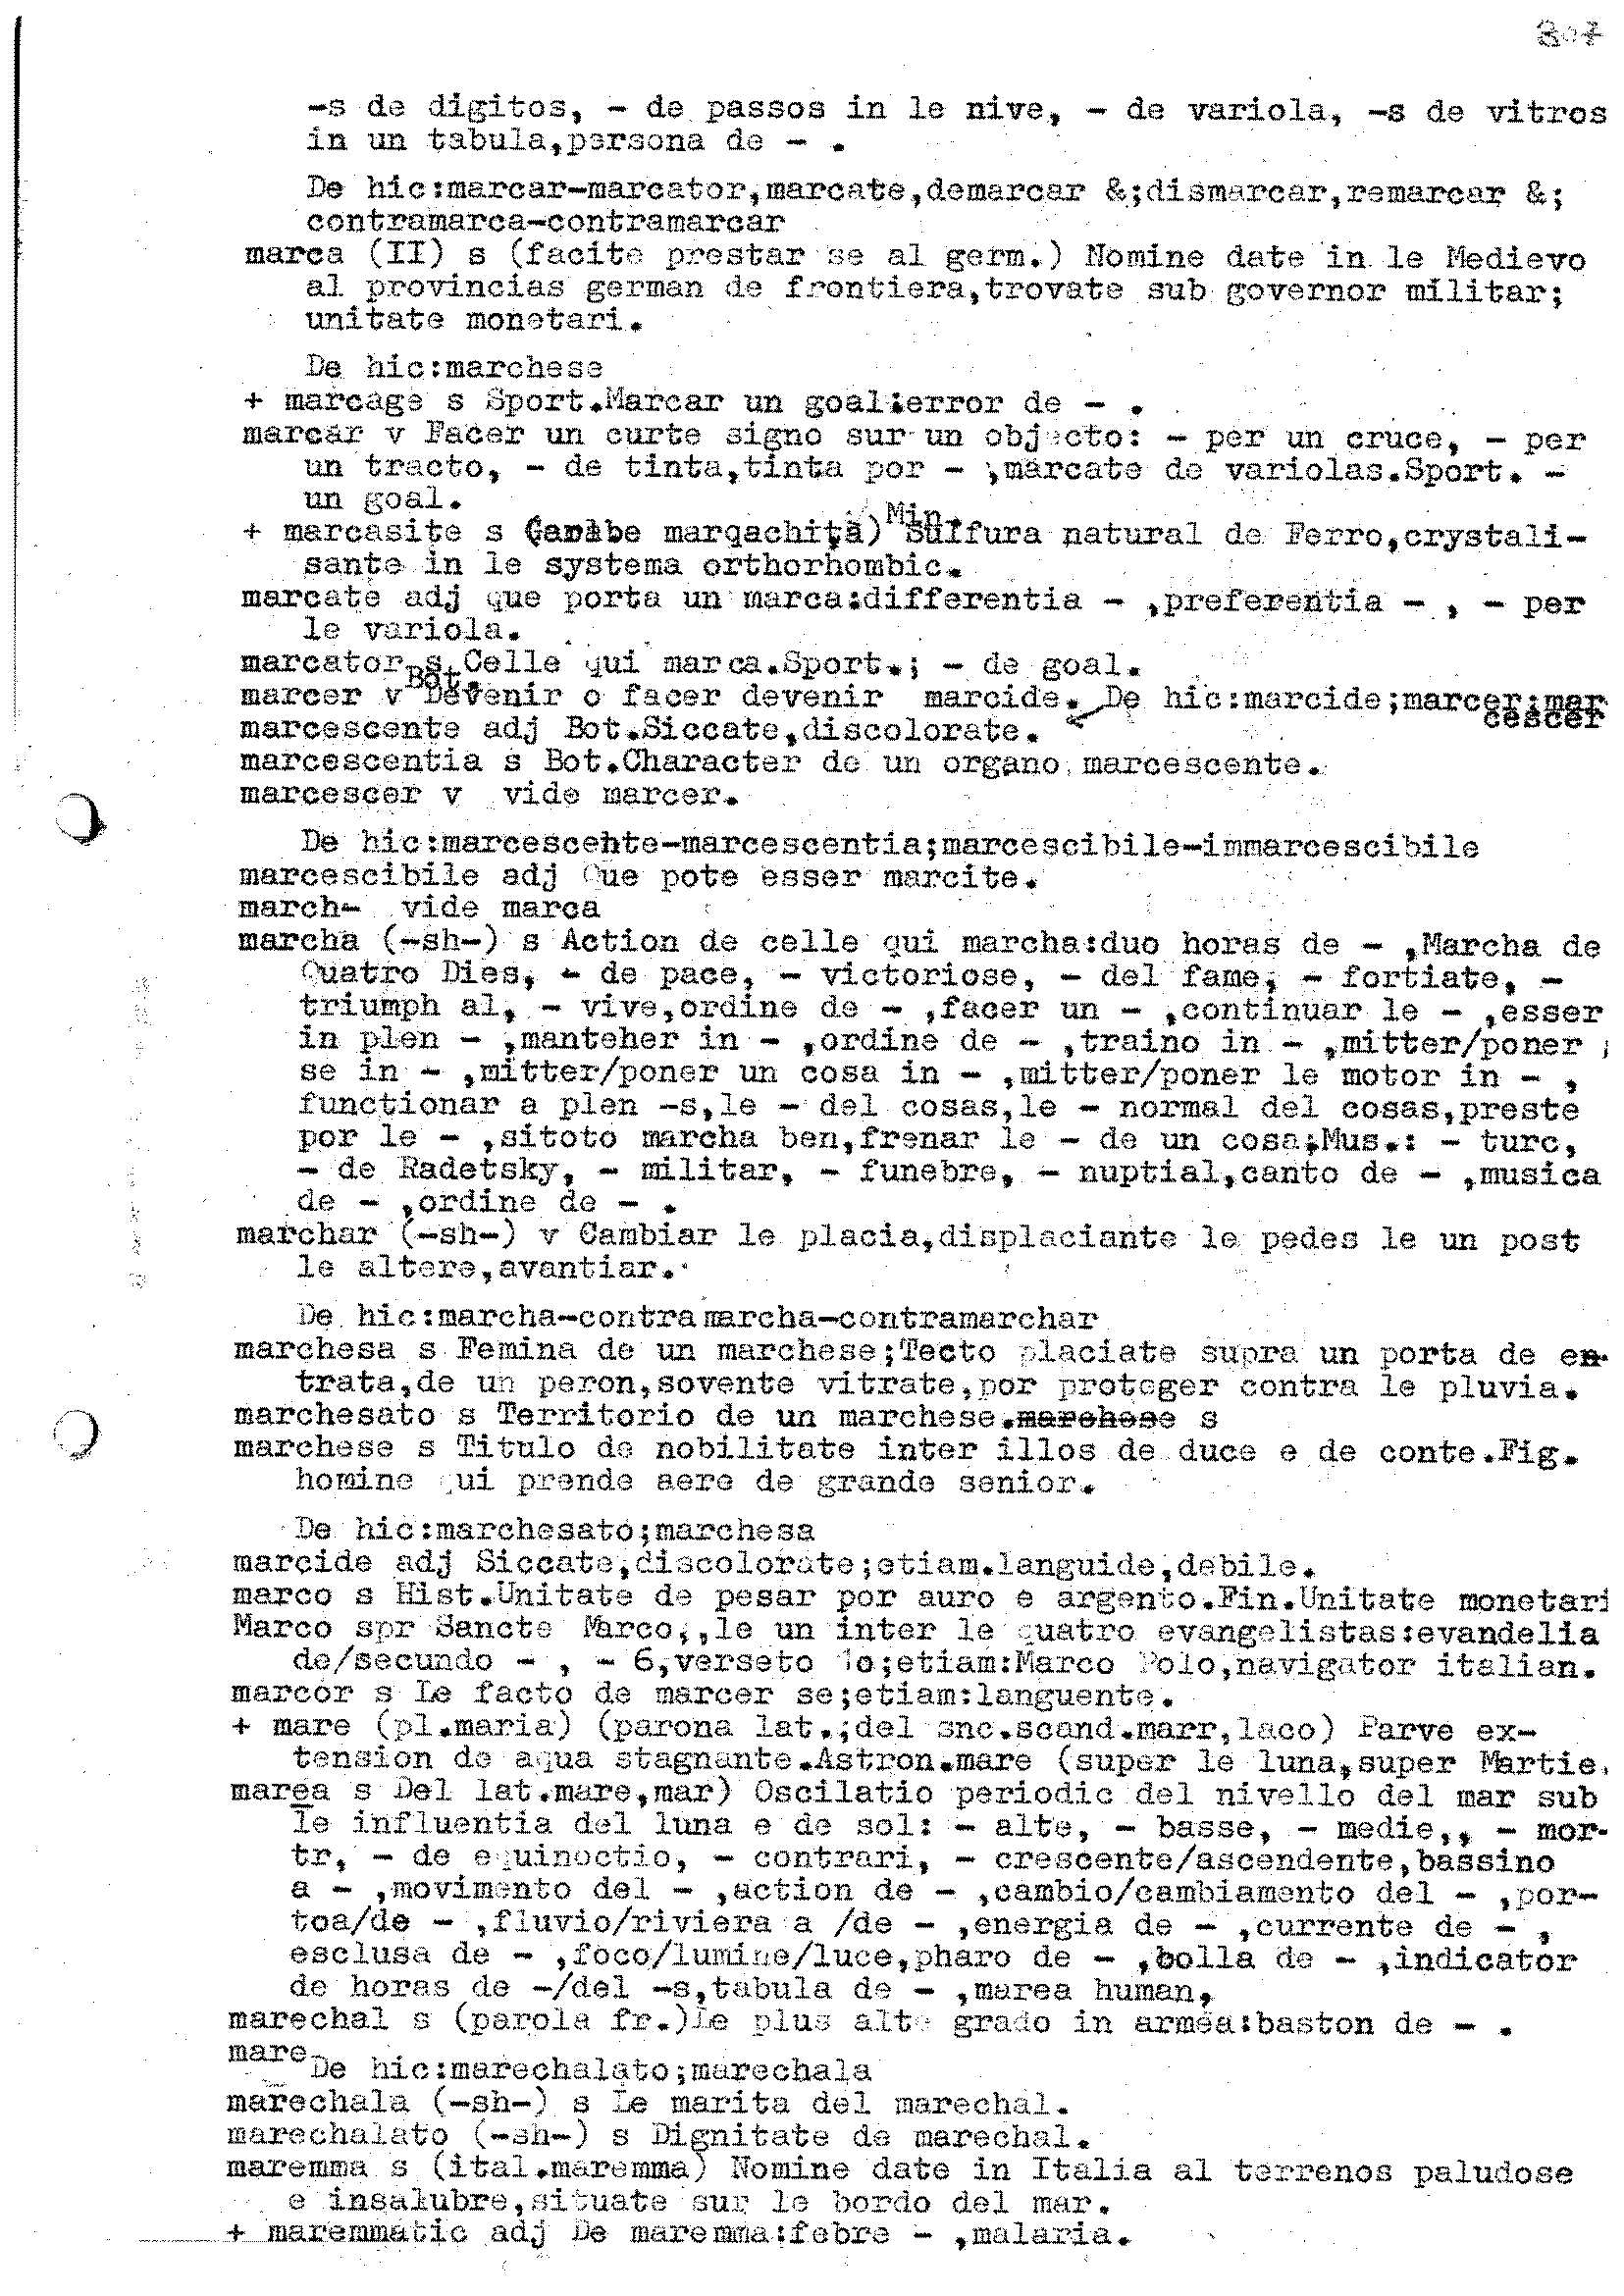 307
-s de digitos, - de passos in le nive, - de variola, -s de vitros
in un tabula,persona de - .
De hic:marcar-marcator,marcate,demarcar &;dismarcar,remarcar &;
contramarca-contramarcar
marca (II) s (facite prestar se al germ.) Nomine date in le Medievo
al provincias german de frontiera,trovate sub governor militar;
unitate monetari.
De hic:marchese
+ marcage s Sport.Marcar un goal:error de - .
marcar v Facer un curte signo sur un objecto: - per un cruce, - per
un tracto, - de tinta,tinta por - ,marcate de variolas.Sport. -
un goal.
+ marcasite s (arabe marqachita) Min. Sulfura natural de Ferro,crystali-
sante in le systema orthorhombic.
marcate adj que porta un marca:differentia - ,preferentia - , - per
le variola.
marcator s Celle qui marca.Sport.; - de goal.
marcer v Bot. Devenir o facer devenir marcide. De hic:marcide;marcer;mar
cescer
marcescente adj Bot.Siccate,discolorate.
marcescentia s Bot.Character de un organo marcescente.
marcescer v vide marcer.
De hic:marcescente-marcescentia;marcescibile-immarcescibile
marcescibile adj Que pote esser marcite.
march- vide marca
marcha (-sh-) s Action de celle qui marcha:duo horas de - ,Marcha de
Quatro Dies, - de pace, - victoriose, - del fame, - fortiate, -
triumph al, - vive,ordine de - ,facer un - ,continuar le - ,esser
in plen - ,manteher in - ,ordine de - ,traino in - ,mitter/poner
se in - ,mitter/poner un cosa in - ,mitter/poner le motor in - ,
functionar a plen -s,le - del cosas,le - normal del cosas,preste
por le - ,sitoto marcha ben,frenar le - de un cosa;Mus.: - turc,
- de Radetsky, - militar, - funebre, - nuptial,canto de - ,musica
de - ,ordine de - .
marchar (-sh-) v Cambiar le placia,displaciante le pedes le un post
le altere,avantiar.
De hic:marcha-contramarcha-contramarchar
marchesa s Femina de un marchese;Tecto placiate supra un porta de en-
trata,de un peron,sovente vitrate,por proteger contra le pluvia.
marchesato s Territorio de un marchese.marchese s
marchese s Titulo de nobilitate inter illos de duce e de conte.Fig.
homine qui prende aere de grande senior.
De hic:marchesato;marchesa
marcide adj Siccate,discolorate;etiam.languide,debile.
marco s Hist.Unitate de pesar por auro e argento.Fin.Unitate monetari
Marco spr Sancte Marco,,le un inter le quatro evangelistas:evandelia
de/secundo - , - 6,verseto 1o;etiam:Marco Polo,navigator italian.
marcor s Le facto de marcer se;etiam:languente.
+ mare (pl.maria) (parona lat.;del anc.scand.marr,laco) Parve ex-
tension de aqua stagnante.Astron.mare (super le luna,super Martie.
marea s Del lat.mare,mar) Oscilatio periodic del nivello del mar sub
le influentia del luna e de sol: - alte, - basse, - medie,, - mor-
tr, - de equinoctio, - contrari, - crescente/ascendente,bassino
a - ,movimento del - ,action de - ,cambio/cambiamento del - ,por-
toa/de - ,fluvio/riviera a /de - ,energia de - ,currente de - ,
esclusa de - ,foco/lumine/luce,pharo de - ,bolla de - ,indicator
de horas de -/del -s,tabula de - ,marea human,
marechal s (parola fr.)Le plus alte grado in armea:baston de - .
mare
De hic:marechalato;marechala
marechala (-sh-) s Le marita del marechal.
marechalato (-sh-) s Dignitate de marechal.
maremma s (ital.maremma) Nomine date in Italia al terrenos paludose
e insalubre,situate sur le bordo del mar.
+ maremmatic adj De maremma:febre - ,malaria.